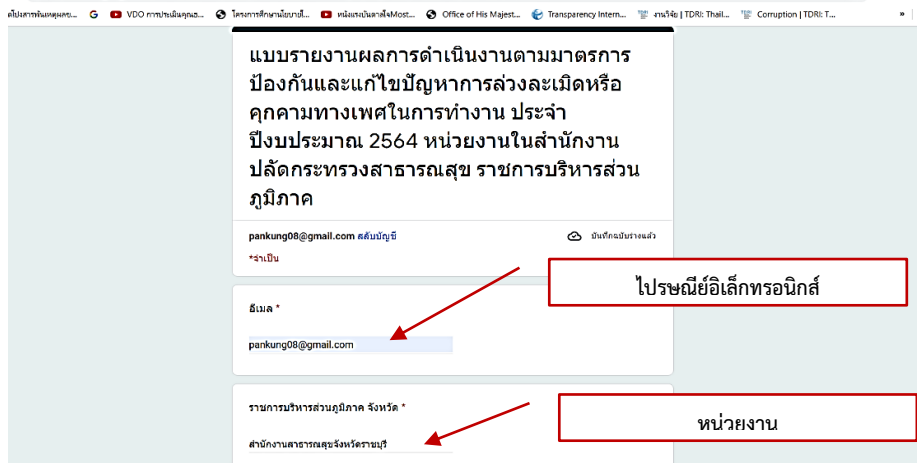 VDO การประเมินคุณธ... โครงการศึกษานโยบายใ... หนังแรงบันดาลใจMost... Office of His Majest... Transparency Intern... งานวิจัย | TDRI: Thail... Corruption | TDRI: T... »
แบบรายงานผลการดำเนินงานตามมาตรการ
ป้องกันและแก้ไขปัญหาการล่วงละเมิดหรือ
คุกคามทางเพศในการทำงาน ประจำ
ปีงบประมาณ 2564 หน่วยงานในสำนักงาน
ปลัดกระทรวงสาธารณสุข ราชการบริหารส่วน
ภูมิภาค
pankung08@gmail.com สลับบัญชี
บันทึกฉบับร่างแล้ว
*จำเป็น
ไปรษณีย์อิเล็กทรอนิกส์
อีเมล *
pankung08@gmail.com
ราชการบริหารส่วนภูมิภาค จังหวัด *
หน่วยงาน
สำนักงานสาธารณสุขจังหวัดราชบุรี